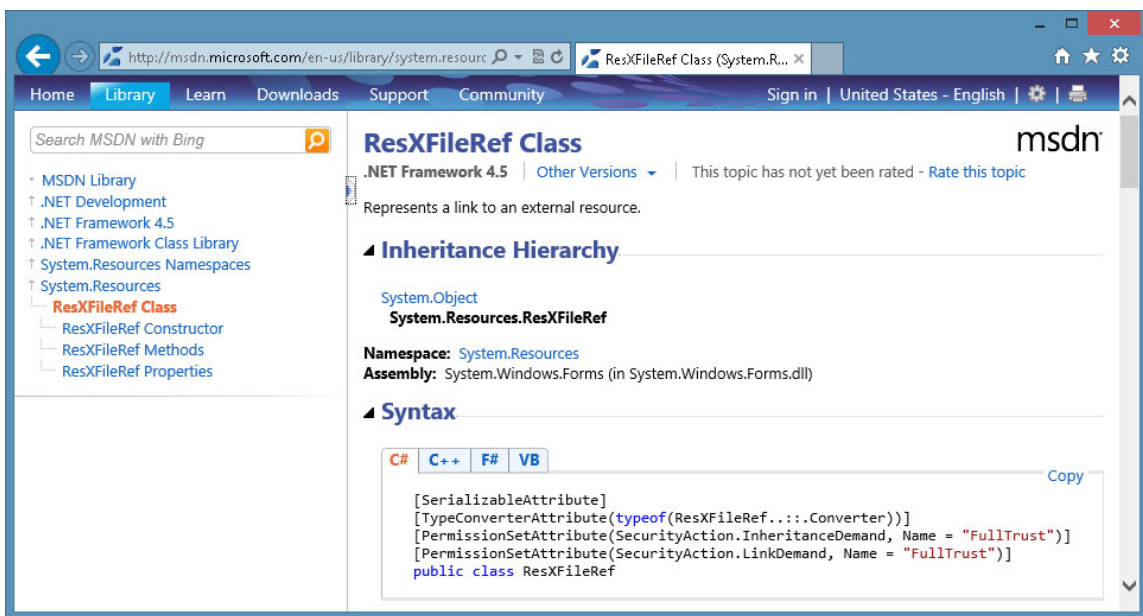 http://msdn.microsoft.com/en-us/library/system.resourc
ResXFileRef Class (System.R...
Home Library Learn Downloads Support Community Sign in | United States - English
Search MSDN with Bing
MSDN Library
.NET Development
.NET Framework 4.5
.NET Framework Class Library
System.Resources Namespaces
System.Resources
ResXFileRef Class
ResXFileRef Constructor
ResXFileRef Methods
ResXFileRef Properties
msdn
ResXFileRef Class
.NET Framework 4.5 | Other Versions | This topic has not yet been rated - Rate this topic
Represents a link to an external resource.
Inheritance Hierarchy
System.Object
System.Resources.ResXFileRef
Namespace: System.Resources
Assembly: System.Windows.Forms (in System.Windows.Forms.dll)
Syntax
C# C++ F# VB
Copy
[SerializableAttribute]
[TypeConverterAttribute(typeof(ResXFileRef..::.Converter))]
[PermissionSetAttribute(SecurityAction.InheritanceDemand, Name = "FullTrust")]
[PermissionSetAttribute(SecurityAction.LinkDemand, Name = "FullTrust")]
public class ResXFileRef